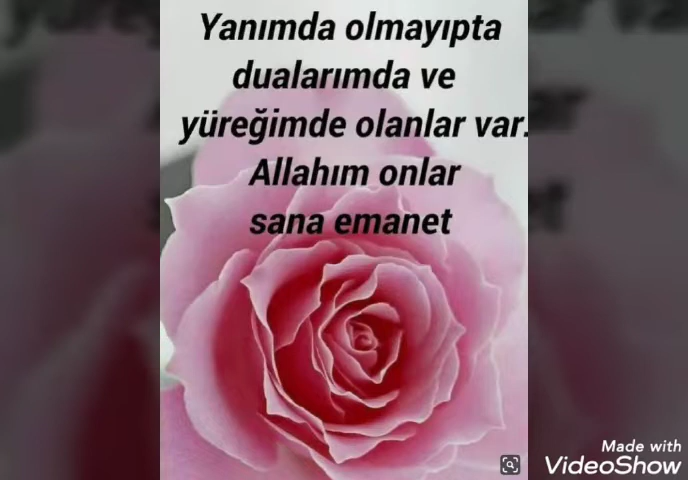 Yanımda olmayıpta
dualarımda ve
yüreğimde olanlar var.
Allahım onlar
sana emanet
Made with
VideoShow